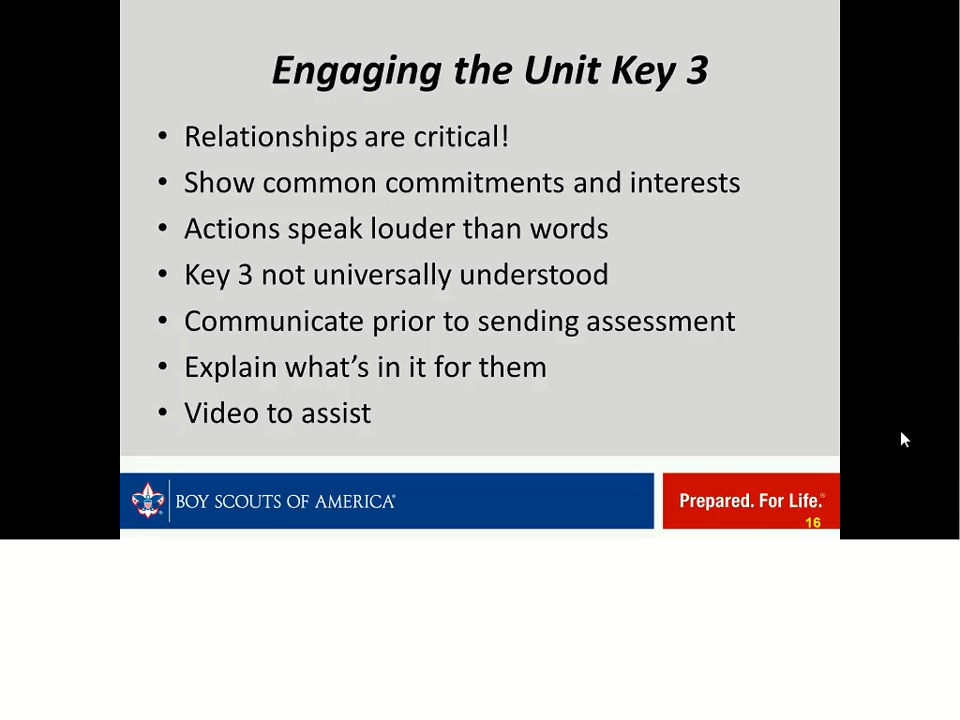 Engaging the Unit Key 3
• Relationships are critical!
• Show common commitments and interests
• Actions speak louder than words
• Key 3 not universally understood
• Communicate prior to sending assessment
• Explain what’s in it for them
• Video to assist
BOY SCOUTS OF AMERICA®
Prepared. For Life.®
16